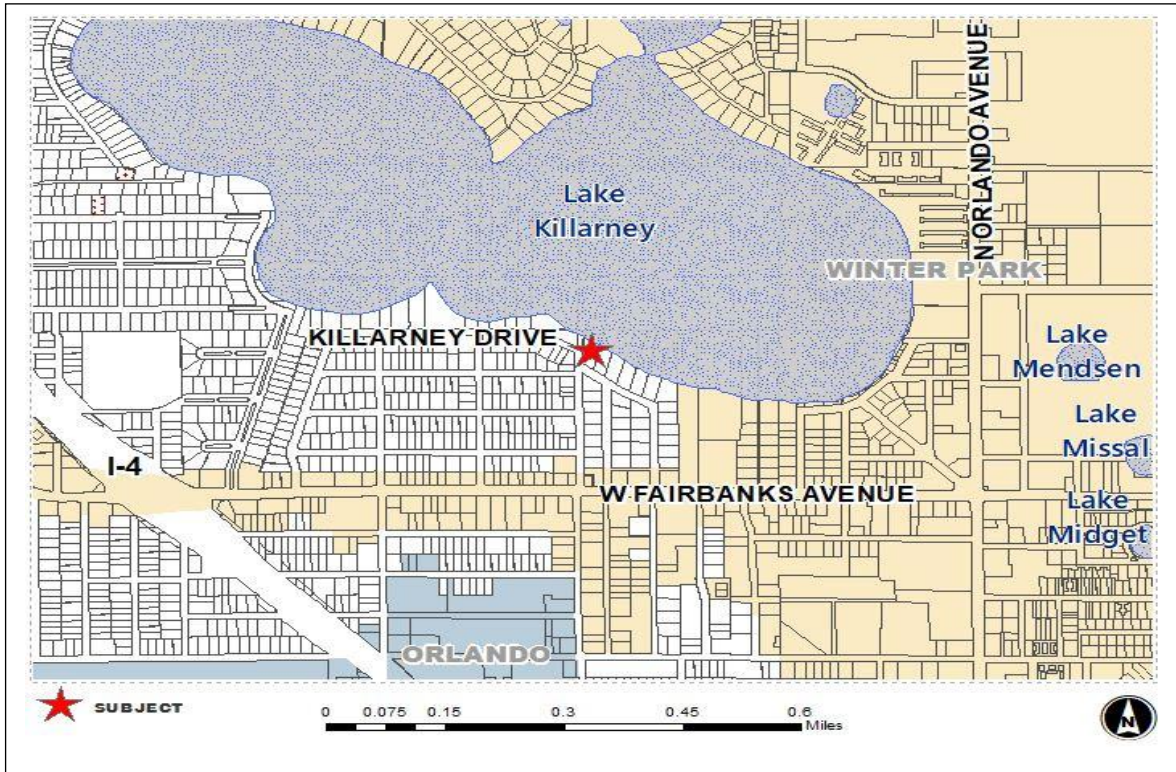 N ORLANDO AVENUE
Lake
Killarney
WINTER PARK
KILLARNEY DRIVE
Lake
Mendsen
Lake
Missal
I-4
W FAIRBANKS AVENUE
Lake
Midget
ORLANDO
SUBJECT
0 0.075 0.15 0.3 0.45 0.6
Miles
N